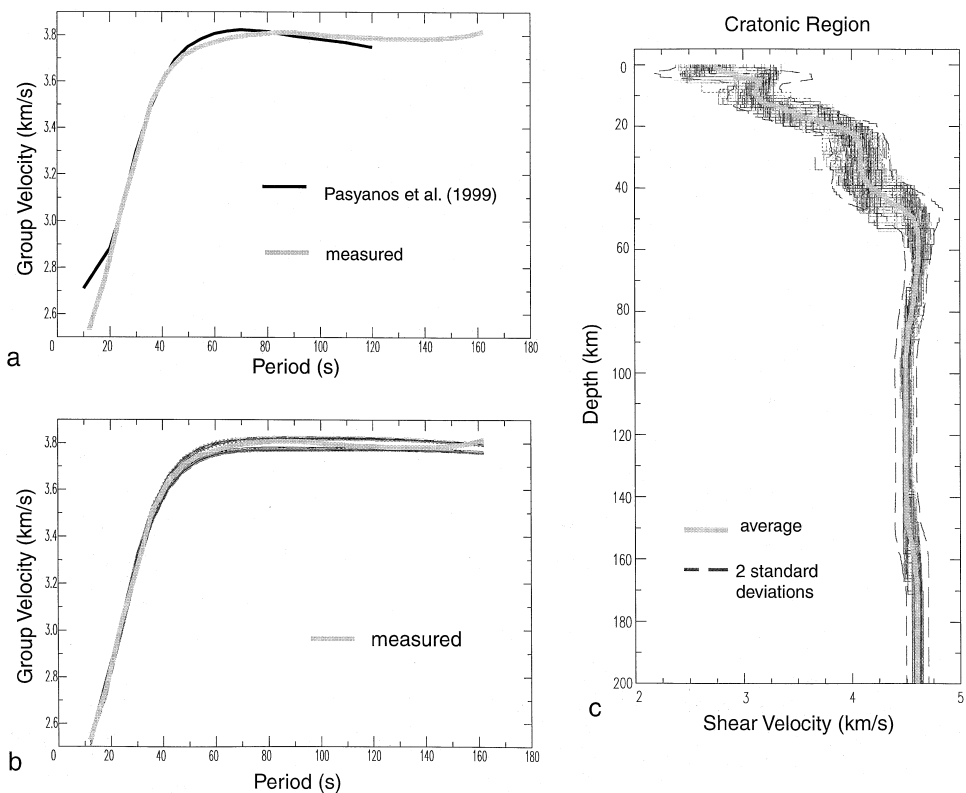 3.8
3.6
3.4
3.2
3.0
2.8
2.6
Group Velocity (km/s)
Pasyanos et al. (1999)
measured
0 20 40 60 80 100 120 140 160 180
Period (s)
a
3.8
3.6
3.4
3.2
3.0
2.8
2.6
Group Velocity (km/s)
measured
0 20 40 60 80 100 120 140 160 180
Period (s)
b
Cratonic Region
0
20
40
60
80
100
120
140
160
180
200
Depth (km)
average
2 standard
deviations
2 3 4 5
Shear Velocity (km/s)
c